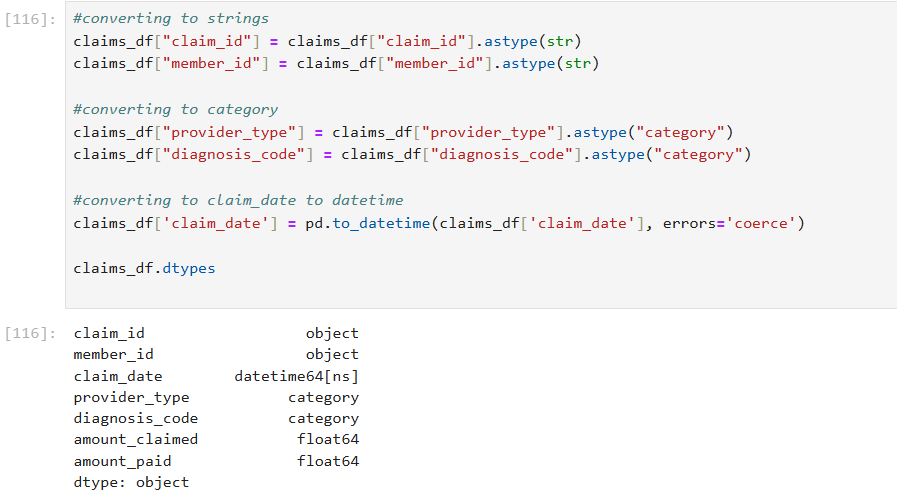 [116]: #converting to strings
claims_df["claim_id"] = claims_df["claim_id"].astype(str)
claims_df["member_id"] = claims_df["member_id"].astype(str)
#converting to category
claims_df["provider_type"] = claims_df["provider_type"].astype("category")
claims_df["diagnosis_code"] = claims_df["diagnosis_code"].astype("category")
#converting to claim_date to datetime
claims_df['claim_date'] = pd.to_datetime(claims_df['claim_date'], errors='coerce')
claims_df.dtypes
[116]: claim_id object
member_id object
claim_date datetime64[ns]
provider_type category
diagnosis_code category
amount_claimed float64
amount_paid float64
dtype: object